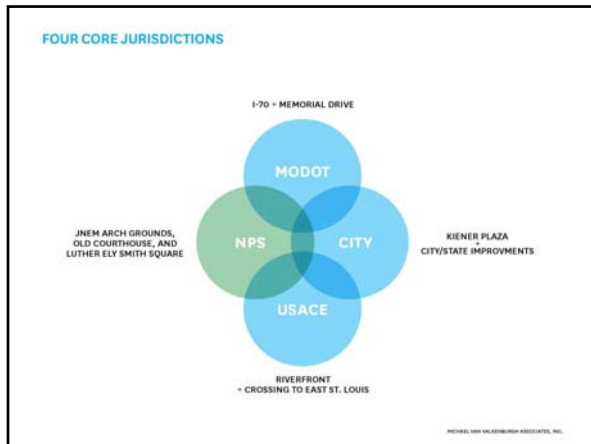 FOUR CORE JURISDICTIONS
I-70 + MEMORIAL DRIVE
MODOT
JNEM ARCH GROUNDS,
OLD COURTHOUSE, AND
LUTHER ELY SMITH SQUARE
NPS
CITY
KIENER PLAZA
+
CITY/STATE IMPROVMENTS
USACE
RIVERFRONT
+ CROSSING TO EAST ST. LOUIS
MICHAEL VAN VALKENBURGH ASSOCIATES, INC.